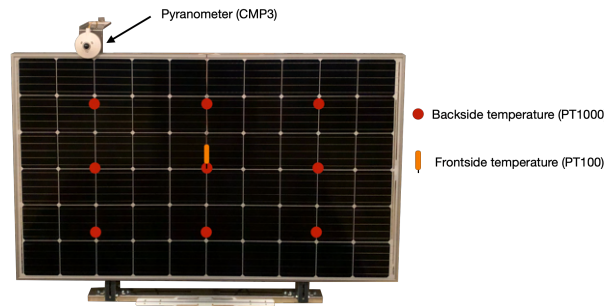 Pyranometer (CMP3)
Backside temperature (PT1000
Frontside temperature (PT100)